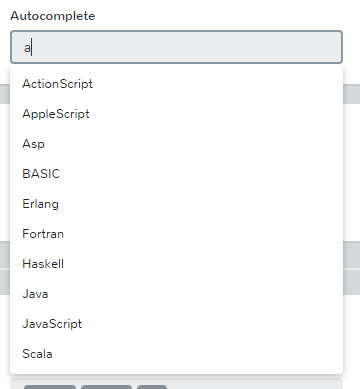 Autocomplete
a
ActionScript
AppleScript
Asp
BASIC
Erlang
Fortran
Haskell
Java
JavaScript
Scala